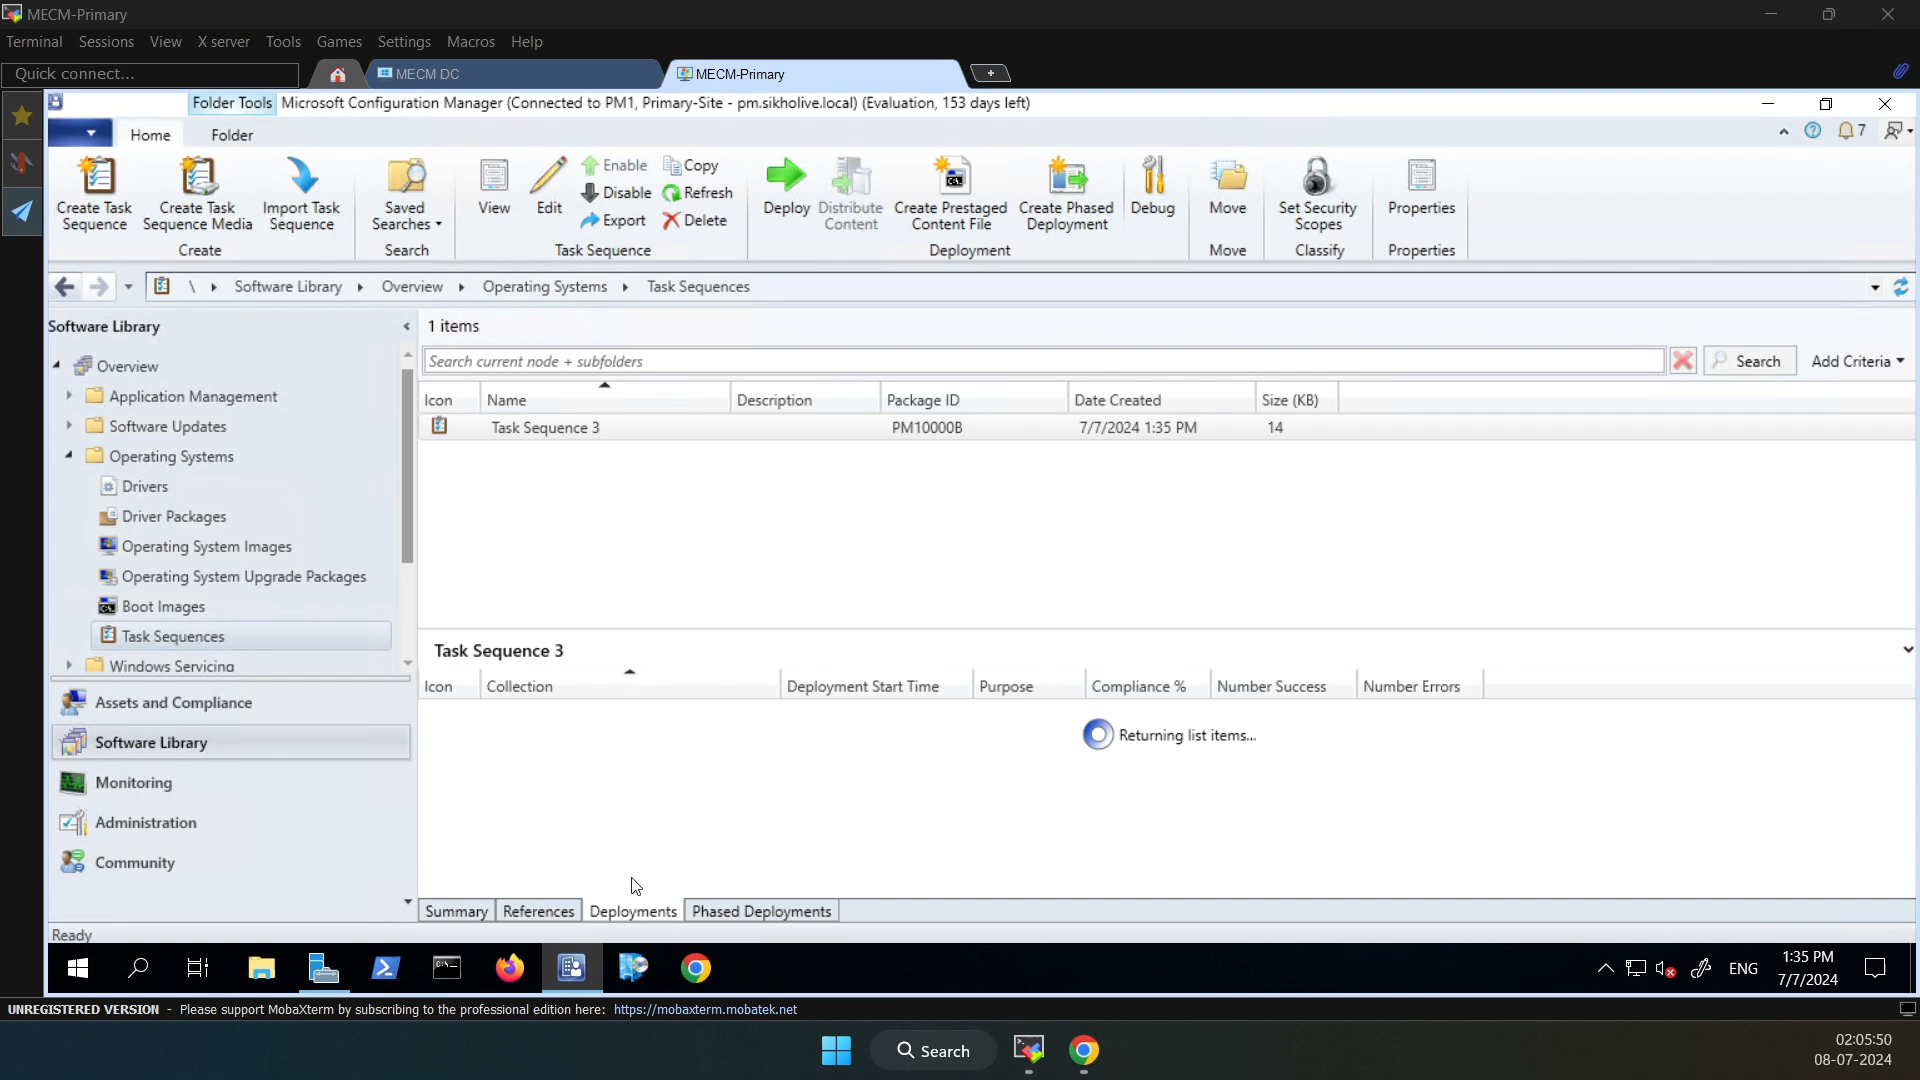 MECM-Primary
Terminal Sessions View X server Tools Games Settings Macros Help
Quick connect... MECM DC MECM-Primary
Folder Tools Microsoft Configuration Manager (Connected to PM1, Primary-Site - pm.sikholive.local) (Evaluation, 153 days left)
Home Folder 7
Create Task Sequence
Create Task Sequence Media
Import Task Sequence
Create
Saved Searches
Search
View
Edit
Enable
Disable
Export
Copy
Refresh
Delete
Task Sequence
Deploy
Distribute Content
Create Prestaged Content File
Create Phased Deployment
Deployment
Debug
Move
Move
Set Security Scopes
Classify
Properties
Properties
\ Software Library Overview Operating Systems Task Sequences
Software Library
Overview
Application Management
Software Updates
Operating Systems
Drivers
Driver Packages
Operating System Images
Operating System Upgrade Packages
Boot Images
Task Sequences
Windows Servicing
Assets and Compliance
Software Library
Monitoring
Administration
Community
1 items
Search current node + subfolders Search Add Criteria
Icon Name Description Package ID Date Created Size (KB)
Task Sequence 3 PM10000B 7/7/2024 1:35 PM 14
Task Sequence 3
Icon Collection Deployment Start Time Purpose Compliance % Number Success Number Errors
Returning list items...
Summary References Deployments Phased Deployments
Ready
ENG 1:35 PM
7/7/2024
UNREGISTERED VERSION - Please support MobaXterm by subscribing to the professional edition here: https://mobaxterm.mobatek.net
Search
02:05:50
08-07-2024